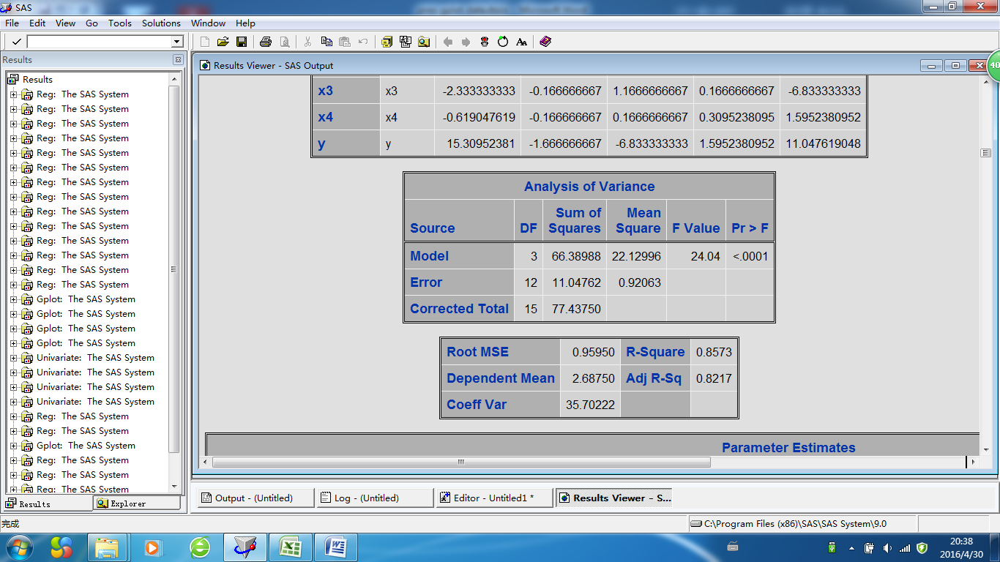 SAS
File Edit View Go Tools Solutions Window Help
Results
Results Viewer - SAS Output
40
Results
Reg: The SAS System
Reg: The SAS System
Reg: The SAS System
Reg: The SAS System
Reg: The SAS System
Reg: The SAS System
Reg: The SAS System
Reg: The SAS System
Reg: The SAS System
Reg: The SAS System
Reg: The SAS System
Reg: The SAS System
Reg: The SAS System
Reg: The SAS System
Gplot: The SAS System
Gplot: The SAS System
Gplot: The SAS System
Gplot: The SAS System
Univariate: The SAS System
Univariate: The SAS System
Univariate: The SAS System
Univariate: The SAS System
Reg: The SAS System
Reg: The SAS System
Gplot: The SAS System
Reg: The SAS System
Reg: The SAS System
Reg: The SAS System
Results Explorer
x3 x3 -2.333333333 -0.166666667 1.1666666667 0.1666666667 -6.833333333
x4 x4 -0.619047619 -0.166666667 0.1666666667 0.3095238095 1.5952380952
y y 15.30952381 -1.666666667 -6.833333333 1.5952380952 11.047619048
Analysis of Variance
Source DF Sum of Squares Mean Square F Value Pr > F
Model 3 66.38988 22.12996 24.04 <.0001
Error 12 11.04762 0.92063
Corrected Total 15 77.43750
Root MSE 0.95950 R-Square 0.8573
Dependent Mean 2.68750 Adj R-Sq 0.8217
Coeff Var 35.70222
Parameter Estimates
Output - (Untitled) Log - (Untitled) Editor - Untitled1 * Results Viewer - S...
完成 C:\Program Files (x86)\SAS\SAS System\9.0
20:38
2016/4/30